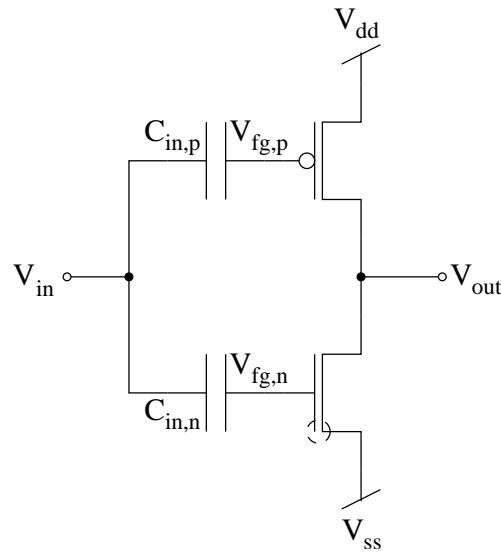 V_dd
C_in,p
V_fg,p
V_in
V_out
V_fg,n
C_in,n
V_ss